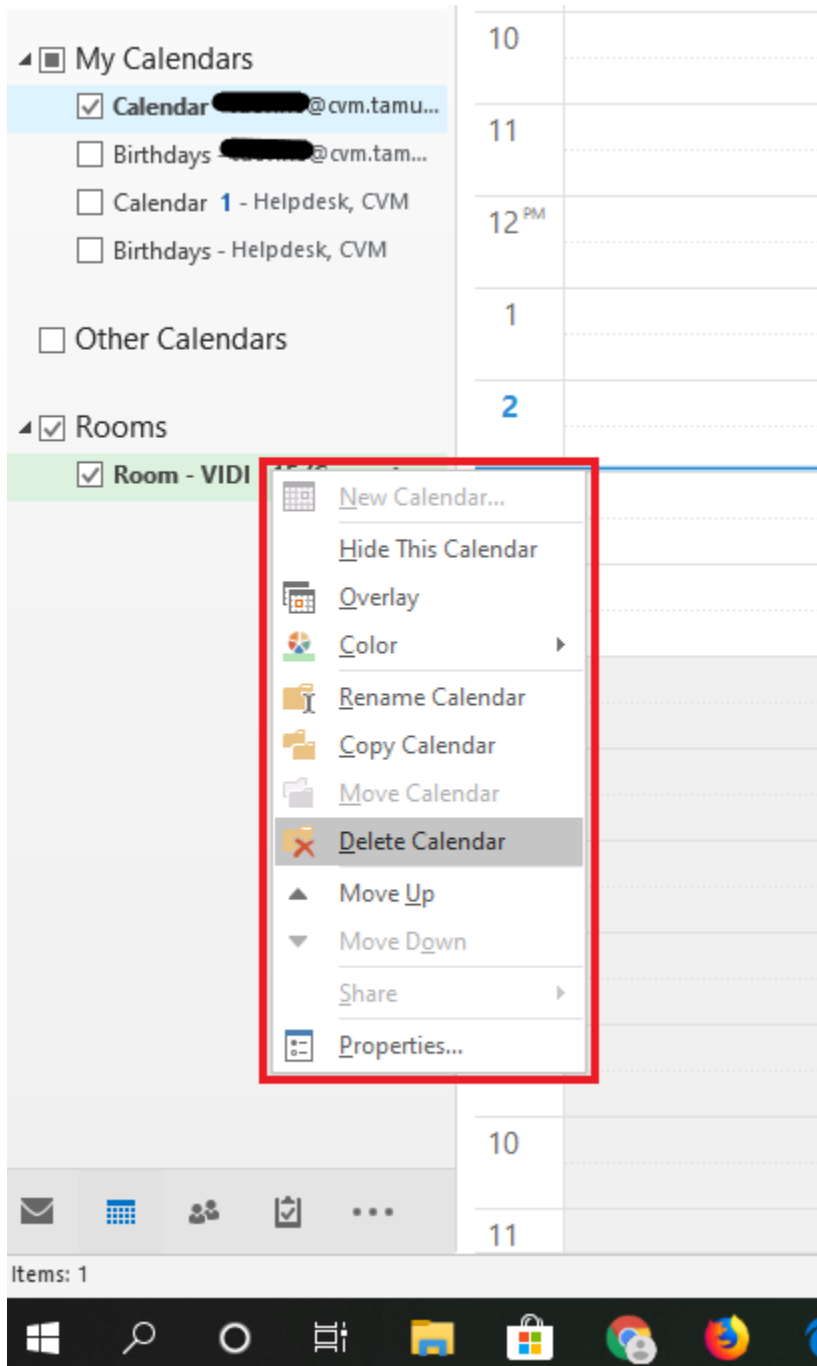 My Calendars
Calendar @cvm.tamu...
Birthdays - @cvm.tam...
Calendar 1 - Helpdesk, CVM
Birthdays - Helpdesk, CVM
Other Calendars
Rooms
Room - VIDI
New Calendar...
Hide This Calendar
Overlay
Color
Rename Calendar
Copy Calendar
Move Calendar
Delete Calendar
Move Up
Move Down
Share
Properties...
10
11
12 PM
1
2
10
11
Items: 1